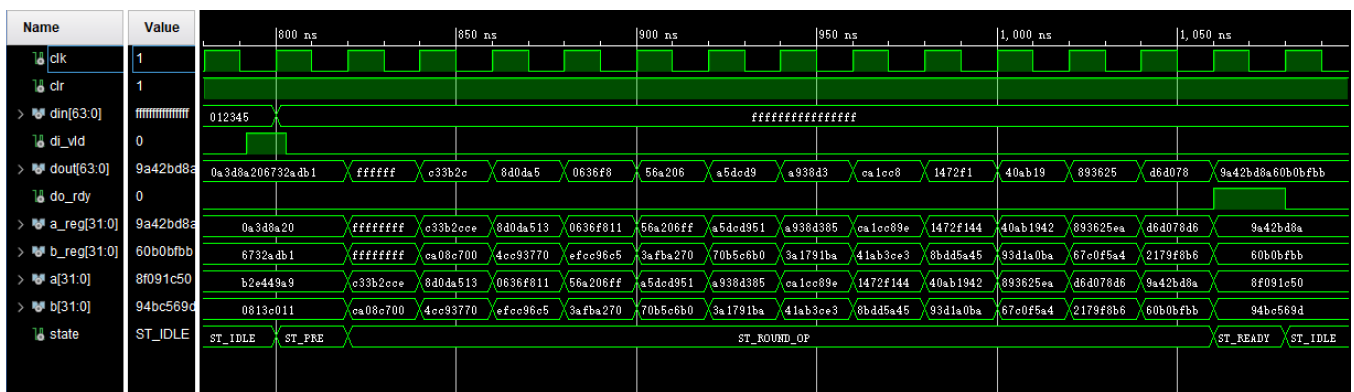 Name Value 800 ns 850 ns 900 ns 950 ns 1,000 ns 1,050 ns
clk 1
clr 1
din[63:0] ffffffffffffffff 012345 ffffffffffffffff
di_vld 0
dout[63:0] 9a42bd8a 0a3d8a206732adb1 ffffff c33b2c 8d0da5 0636f8 56a206 a5dcd9 a938d3 ca1cc8 1472f1 40ab19 893625 d6d078 9a42bd8a60b0bfbb
do_rdy 0
a_reg[31:0] 9a42bd8a 0a3d8a20 ffffffff c33b2cce 8d0da513 0636f811 56a206ff a5dcd951 a938d385 ca1cc89e 1472f144 40ab1942 893625ea d6d078d6 9a42bd8a
b_reg[31:0] 60b0bfbb 6732adb1 ffffffff ca08c700 4cc93770 efcc96c5 3afba270 70b5c6b0 3a1791ba 41ab3ce3 8bdd5a45 93d1a0ba 67c0f5a4 2179f8b6 60b0bfbb
a[31:0] 8f091c50 b2e449a9 c33b2cce 8d0da513 0636f811 56a206ff a5dcd951 a938d385 ca1cc89e 1472f144 40ab1942 893625ea d6d078d6 9a42bd8a 8f091c50
b[31:0] 94bc569d 0813c011 ca08c700 4cc93770 efcc96c5 3afba270 70b5c6b0 3a1791ba 41ab3ce3 8bdd5a45 93d1a0ba 67c0f5a4 2179f8b6 60b0bfbb 94bc569d
state ST_IDLE ST_IDLE ST_PRE ST_ROUND_OP ST_READY ST_IDLE